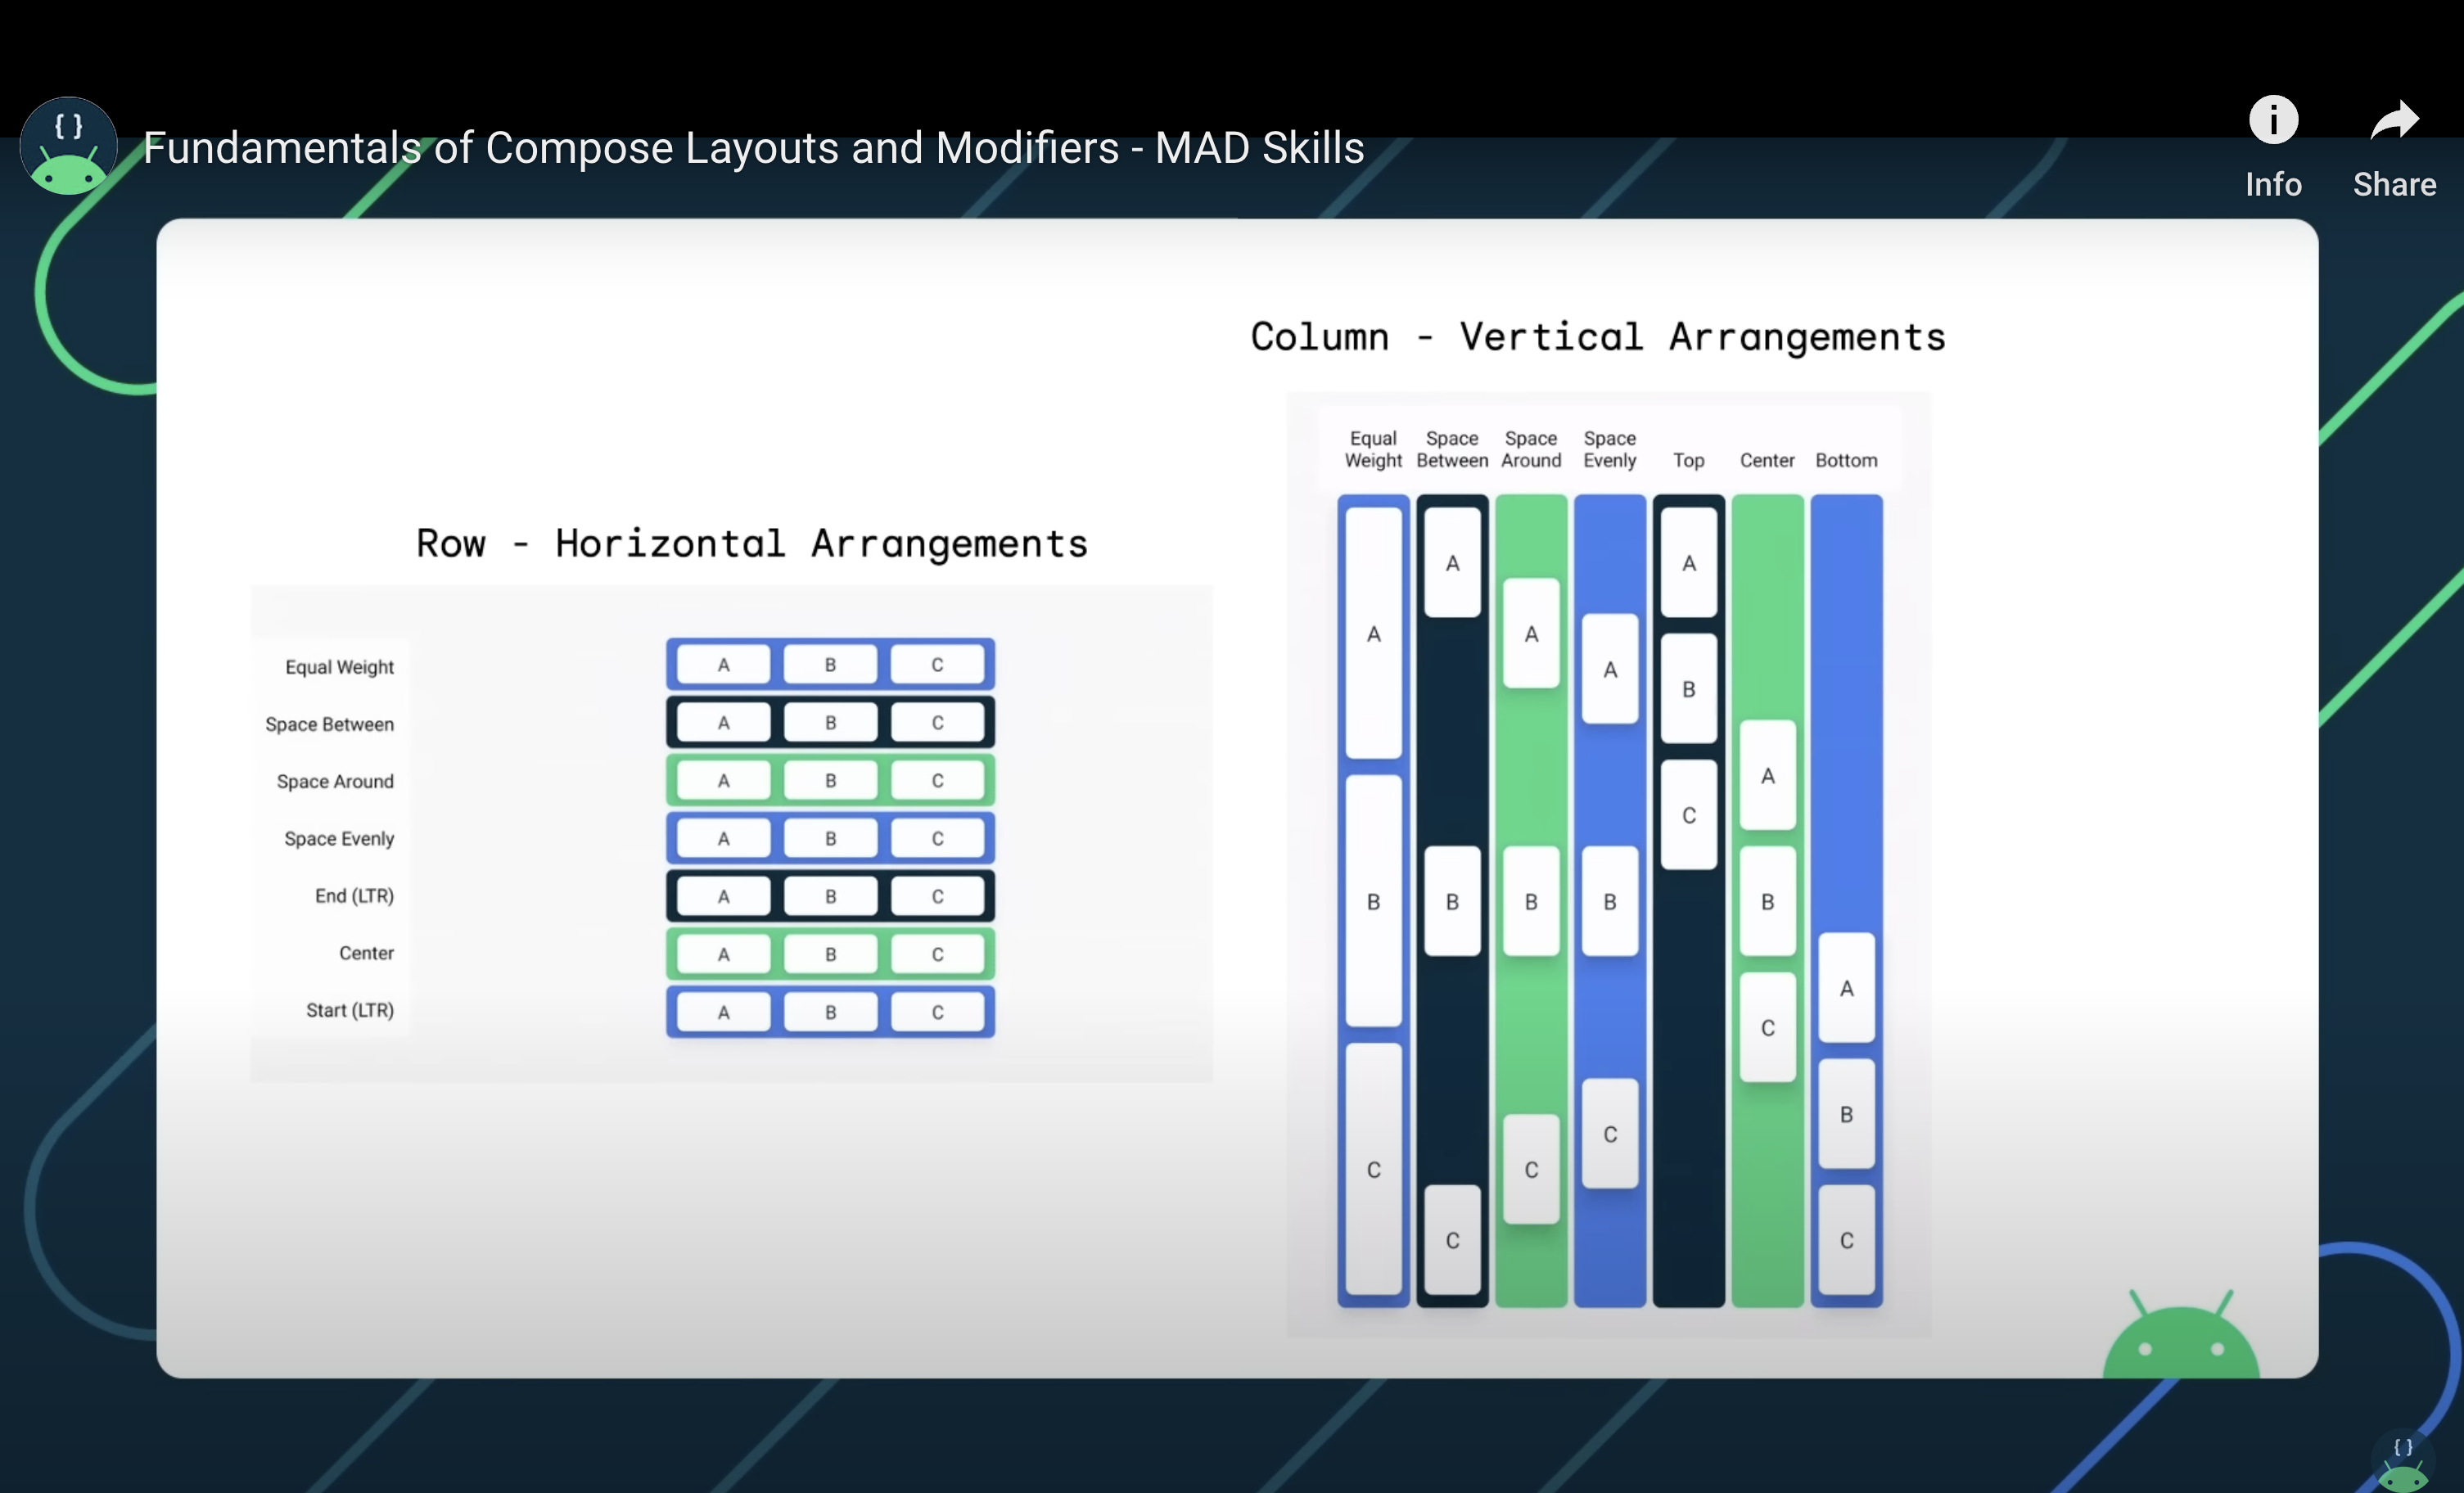 { }
Fundamentals of Compose Layouts and Modifiers - MAD Skills
i
Info
Share
Row - Horizontal Arrangements
Equal Weight A B C
Space Between A B C
Space Around A B C
Space Evenly A B C
End (LTR) A B C
Center A B C
Start (LTR) A B C
Column - Vertical Arrangements
Equal Weight
A
B
C
Space Between
A
B
C
Space Around
A
B
C
Space Evenly
A
B
C
Top
A
B
C
Center
A
B
C
Bottom
A
B
C
{ }